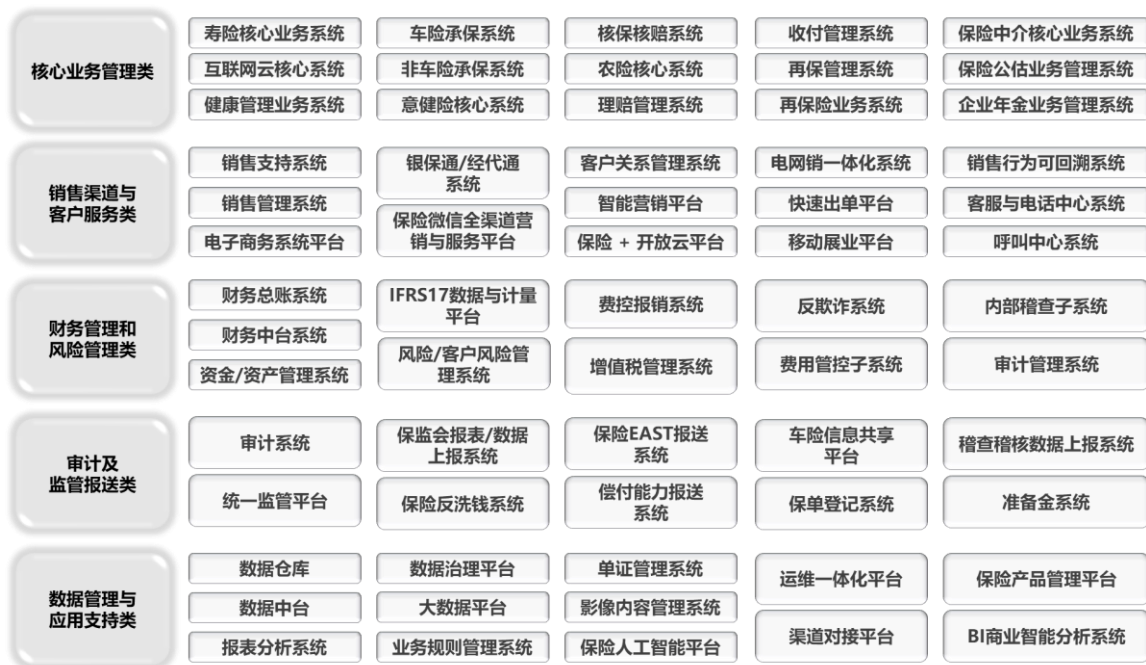 核心业务管理类
寿险核心业务系统
车险承保系统
核保核赔系统
收付管理系统
保险中介核心业务系统
互联网云核心系统
非车险承保系统
农险核心系统
再保管理系统
保险公估业务管理系统
健康管理业务系统
意健险核心系统
理赔管理系统
再保险业务系统
企业年金业务管理系统
销售渠道与
客户服务类
销售支持系统
银保通/经代通
系统
客户关系管理系统
电网销一体化系统
销售行为可回溯系统
销售管理系统
保险微信全渠道营
销与服务平台
智能营销平台
快速出单平台
客服与电话中心系统
电子商务系统平台
保险 + 开放云平台
移动展业平台
呼叫中心系统
财务管理和
风险管理类
财务总账系统
IFRS17数据与计量
平台
费控报销系统
反欺诈系统
内部稽查子系统
财务中台系统
资金/资产管理系统
风险/客户风险管
理系统
增值税管理系统
费用管控子系统
审计管理系统
审计及
监管报送类
审计系统
保监会报表/数据
上报系统
保险EAST报送
系统
车险信息共享
平台
稽查稽核数据上报系统
统一监管平台
保险反洗钱系统
偿付能力报送
系统
保单登记系统
准备金系统
数据管理与
应用支持类
数据仓库
数据治理平台
单证管理系统
运维一体化平台
保险产品管理平台
数据中台
大数据平台
影像内容管理系统
报表分析系统
业务规则管理系统
保险人工智能平台
渠道对接平台
BI商业智能分析系统